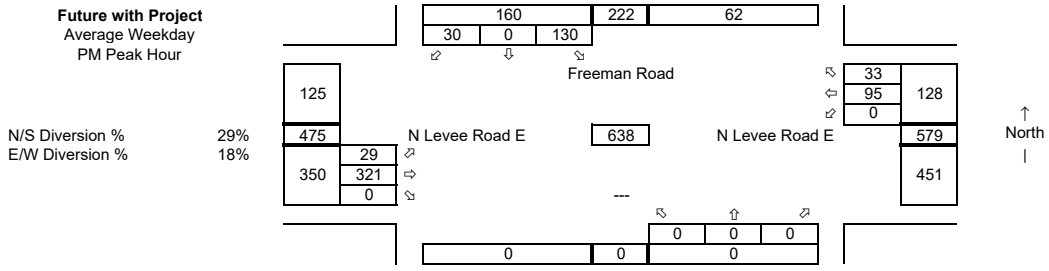 Future with Project
Average Weekday
PM Peak Hour
160 222 62
30 0 130
⬃ ⇩ ⬂
Freeman Road
125
⬁ 33
⇦ 95 128
⬃ 0
↑
North
|
N/S Diversion % 29%
E/W Diversion % 18%
475 N Levee Road E 638 N Levee Road E 579
350
29 ⬀
321 ⇨
0 ⬂
451
---
⬁ ⇧ ⬀
0 0 0
0 0 0